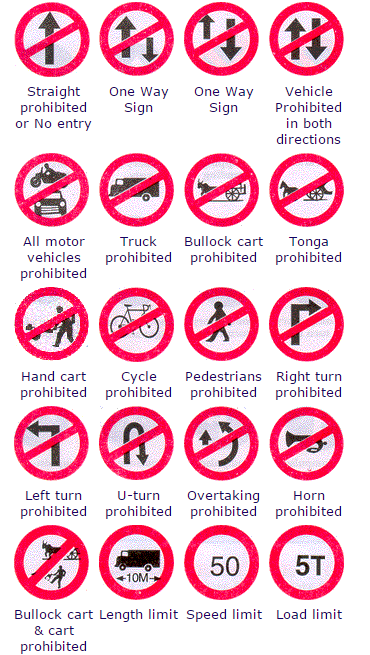 Straight
prohibited
or No entry
One Way
Sign
One Way
Sign
Vehicle
Prohibited
in both
directions
All motor
vehicles
prohibited
Truck
prohibited
Bullock cart
prohibited
Tonga
prohibited
Hand cart
prohibited
Cycle
prohibited
Pedestrians
prohibited
Right turn
prohibited
Left turn
prohibited
U-turn
prohibited
Overtaking
prohibited
Horn
prohibited
Bullock cart
& cart
prohibited
10M
Length limit
50
Speed limit
5T
Load limit